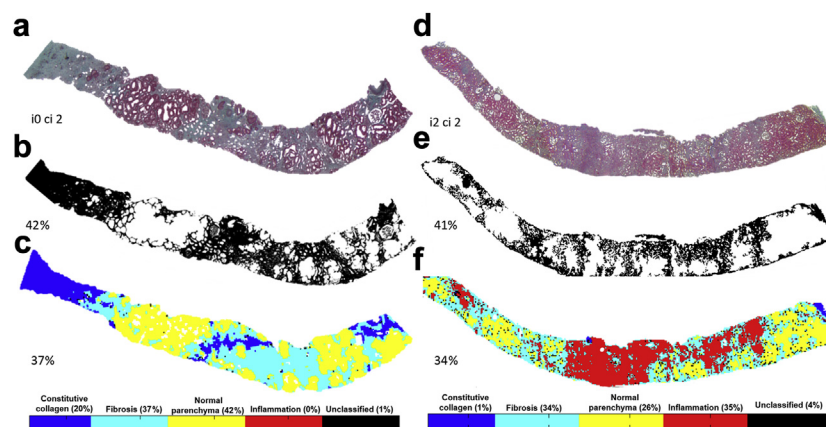 a
d
i0 ci 2
i2 ci 2
b
e
42%
41%
c
f
37%
34%
Constitutive collagen (20%)
Fibrosis (37%)
Normal parenchyma (42%)
Inflammation (0%)
Unclassified (1%)
Constitutive collagen (1%)
Fibrosis (34%)
Normal parenchyma (26%)
Inflammation (35%)
Unclassified (4%)